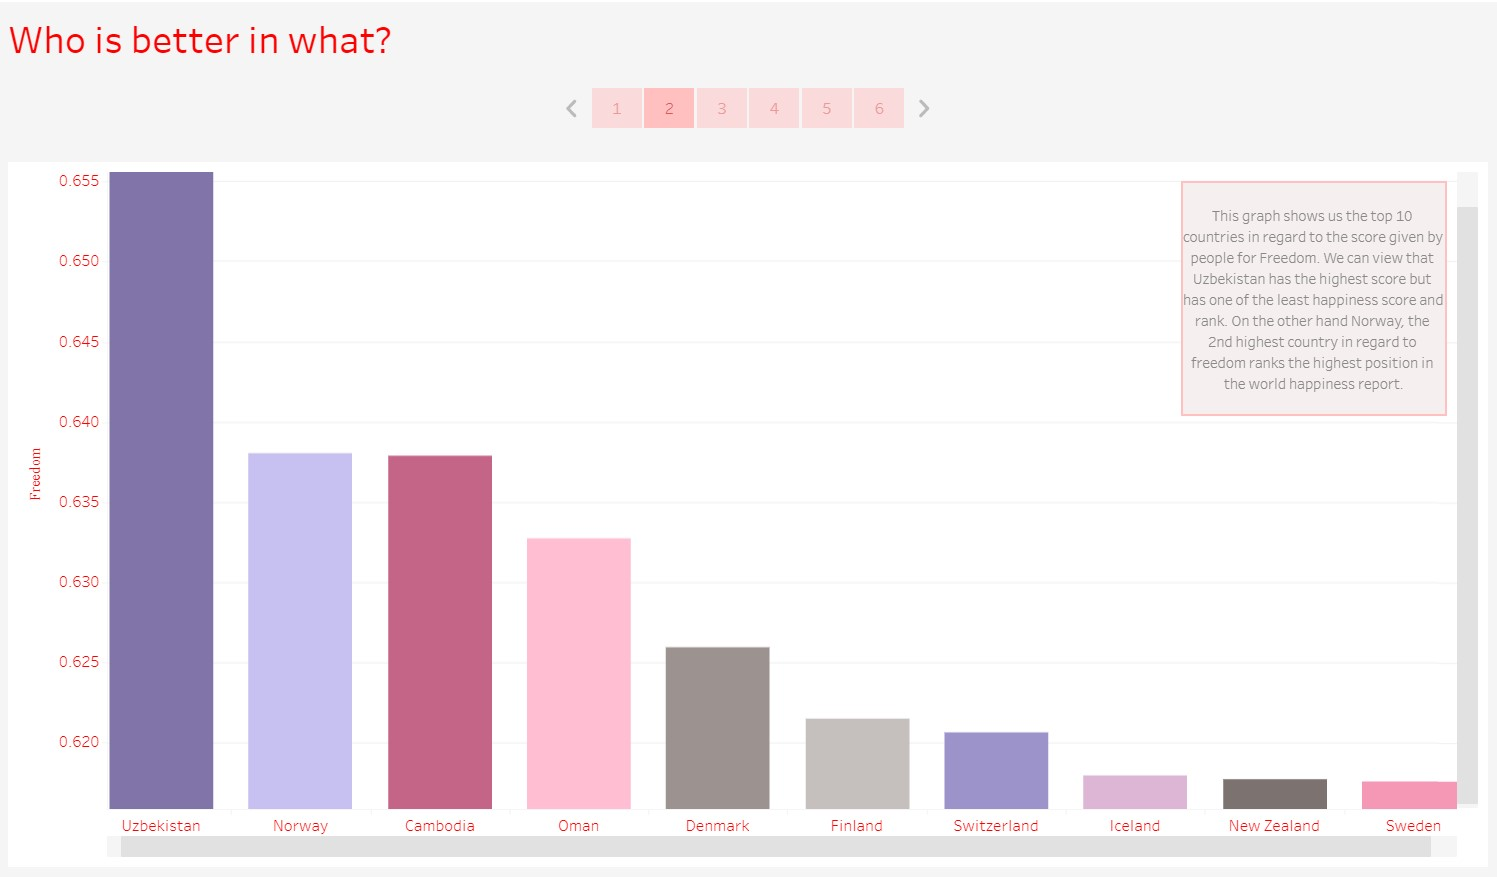 Who is better in what?
1 2 3 4 5 6
0.655
0.650
0.645
0.640
0.635
0.630
0.625
0.620
Freedom
This graph shows us the top 10
countries in regard to the score given by
people for Freedom. We can view that
Uzbekistan has the highest score but
has one of the least happiness score and
rank. On the other hand Norway, the
2nd highest country in regard to
freedom ranks the highest position in
the world happiness report.
Uzbekistan Norway Cambodia Oman Denmark Finland Switzerland Iceland New Zealand Sweden